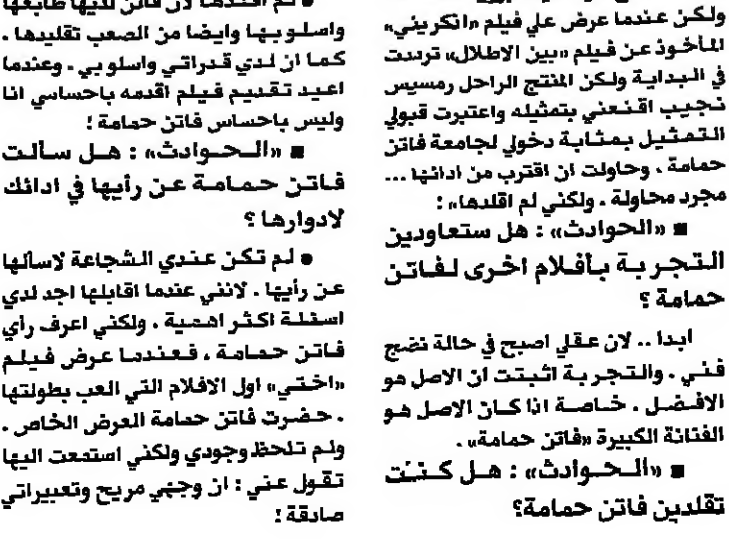 ولكن عندما عرض علي فيلم «اذكريني»
المأخوذ عن فيلم «بين الاطلال» ترددت
في البداية ولكن المنتج الراحل رمسيس
نجيب اقنعني بتمثيله واعتبرت قبولي
التمثيل بمثابة دخولي لجامعة فاتن
حمامة ، وحاولت ان اقترب من ادائها ...
مجرد محاولة ، ولكني لم اقلدها» !
■ «الحوادث» : هل ستعاودين
التجربة بأفلام اخرى لفاتن
حمامة ؟
ابدا .. لان عقلي اصبح في حالة نضج
فني . والتجربة اثبتت ان الاصل هو
الافضل . خاصة اذا كان الاصل هو
الفنانة الكبيرة «فاتن حمامة» .
■ «الحوادث» : هل كنت
تقلدين فاتن حمامة؟
● لم اقلدها لان فاتن لديها طابعها
واسلوبها وايضا من الصعب تقليدها .
كما ان لدي قدراتي واسلوبي . وعندما
اعيد تقديم فيلم اقدمه باحساسي انا
وليس باحساس فاتن حمامة !
■ «الحوادث» : هل سألت
فاتن حمامة عن رأيها في ادائك
لادوارها ؟
● لم تكن عندي الشجاعة لاسألها
عن رأيها . لانني عندما اقابلها اجد لدي
اسئلة اكثر اهمية . ولكني اعرف رأي
فاتن حمامة ، فعندما عرض فيلم
«اختي» اول الافلام التي العب بطولتها
. حضرت فاتن حمامة العرض الخاص .
ولم تلحظ وجودي ولكني استمعت اليها
تقول عني : ان وجهي مريح وتعبيراتي
صادقة !